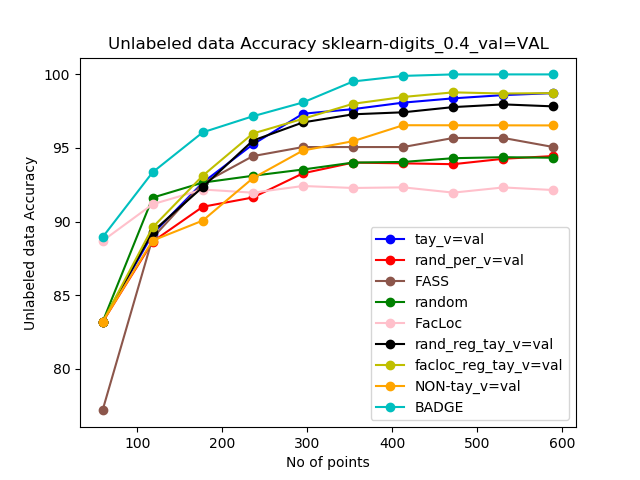 Unlabeled data Accuracy sklearn-digits_0.4_val=VAL
Unlabeled data Accuracy
100
95
90
85
80
100
200
300
400
500
600
No of points
tay_v=val
rand_per_v=val
FASS
random
FacLoc
rand_reg_tay_v=val
facloc_reg_tay_v=val
NON-tay_v=val
BADGE